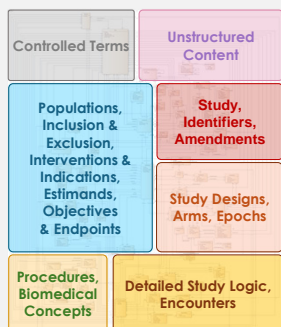 Controlled Terms
Unstructured
Content
Populations,
Inclusion &
Exclusion,
Interventions &
Indications,
Estimands,
Objectives
& Endpoints
Study,
Identifiers,
Amendments
Study Designs,
Arms, Epochs
Procedures,
Biomedical
Concepts
Detailed Study Logic,
Encounters